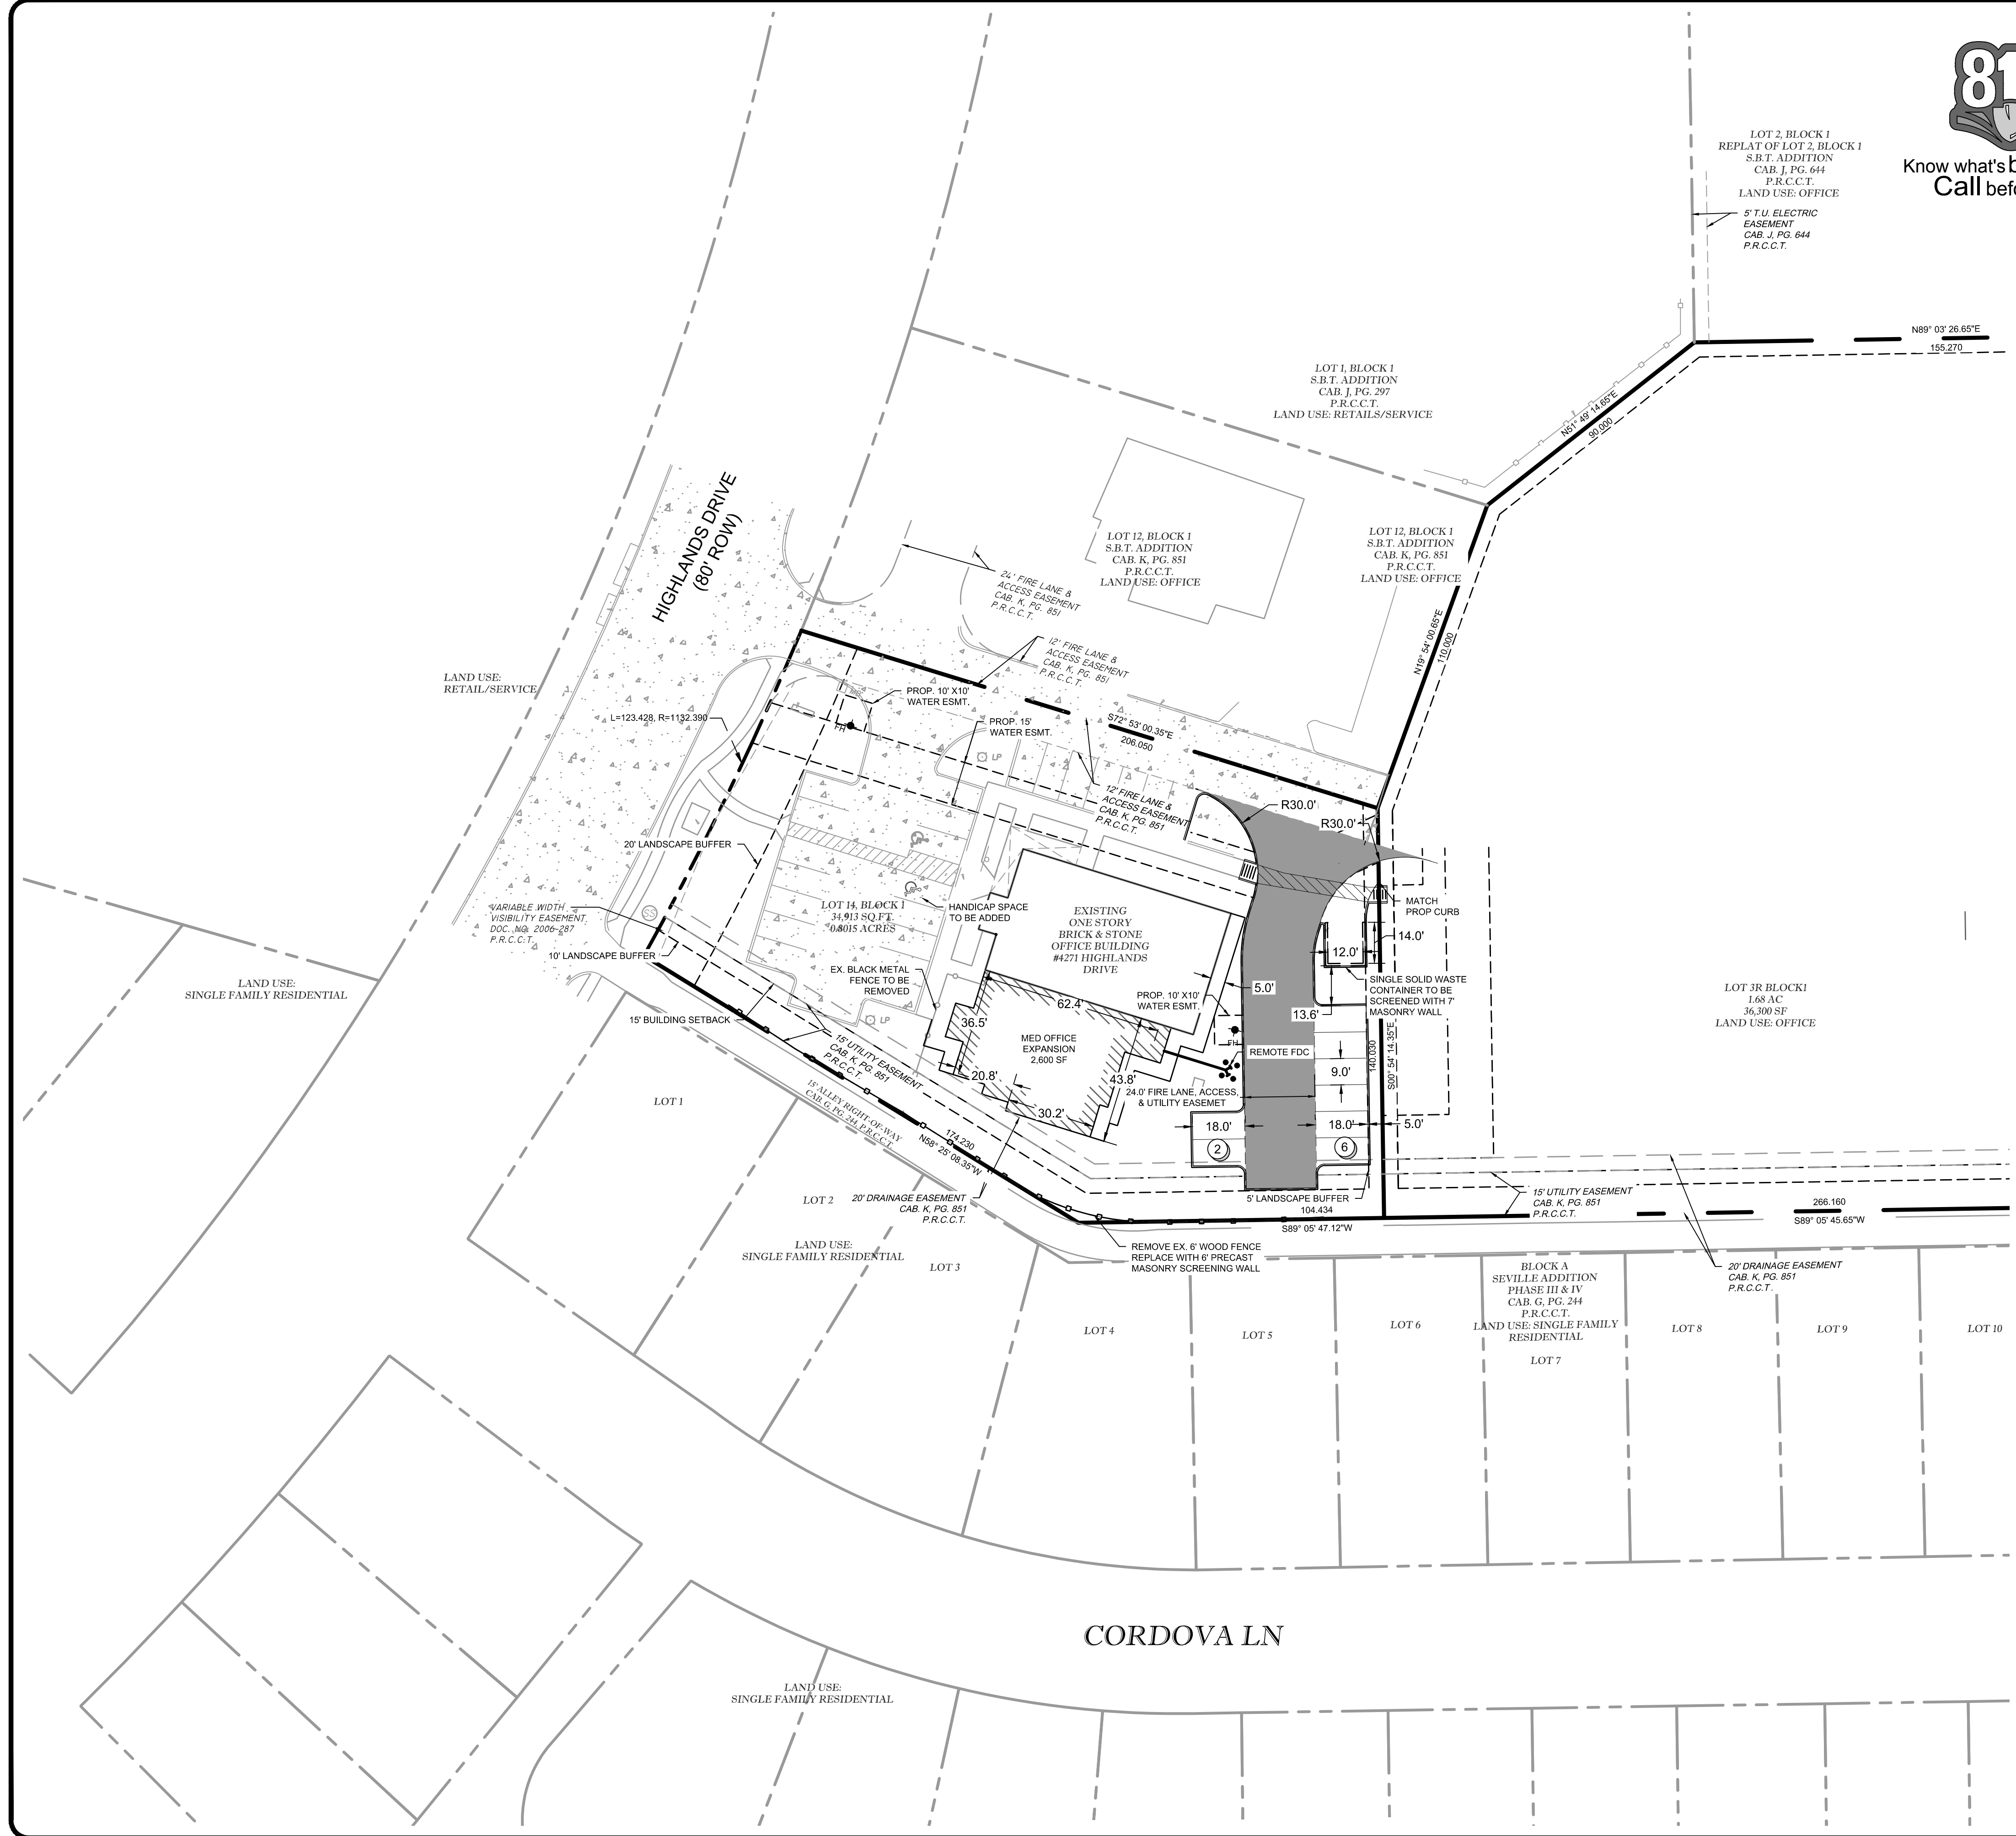 81
Know what's b
Call befo
LOT 2, BLOCK 1
REPLAT OF LOT 2, BLOCK 1
S.B.T. ADDITION
CAB. J, PG. 644
P.R.C.C.T.
LAND USE: OFFICE
5' T.U. ELECTRIC
EASEMENT
CAB. J, PG. 644
P.R.C.C.T.
N89° 03' 26.65"E
155.270
LOT 1, BLOCK 1
S.B.T. ADDITION
CAB. J, PG. 297
P.R.C.C.T.
LAND USE: RETAILS/SERVICE
N51° 49' 14.65"E
90.000
HIGHLANDS DRIVE
(80' ROW)
LOT 12, BLOCK 1
S.B.T. ADDITION
CAB. K, PG. 851
P.R.C.C.T.
LAND USE: OFFICE
LOT 12, BLOCK 1
S.B.T. ADDITION
CAB. K, PG. 851
P.R.C.C.T.
LAND USE: OFFICE
24' FIRE LANE &
ACCESS EASEMENT
CAB. K, PG. 851
P.R.C.C.T.
12' FIRE LANE &
ACCESS EASEMENT
CAB. K, PG. 851
P.R.C.C.T.
N19° 54' 00.65"E
110.000
LAND USE:
RETAIL/SERVICE
PROP. 10' X10'
WATER ESMT.
L=123.428, R=1132.390
FH
PROP. 15'
WATER ESMT.
S72° 53' 00.35"E
206.050
LP
12' FIRE LANE &
ACCESS EASEMENT
CAB. K, PG. 851
P.R.C.C.T.
R30.0'
R30.0'
20' LANDSCAPE BUFFER
VARIABLE WIDTH
VISIBILITY EASEMENT
DOC. NO. 2006-287
P.R.C.C.T.
SS
LOT 14, BLOCK 1
34,913 SQ.FT.
0.8015 ACRES
HANDICAP SPACE
TO BE ADDED
EXISTING
ONE STORY
BRICK & STONE
OFFICE BUILDING
#4271 HIGHLANDS
DRIVE
MATCH
PROP CURB
14.0'
12.0'
10' LANDSCAPE BUFFER
EX. BLACK METAL
FENCE TO BE
REMOVED
SINGLE SOLID WASTE
CONTAINER TO BE
SCREENED WITH 7'
MASONRY WALL
LAND USE:
SINGLE FAMILY RESIDENTIAL
LOT 3R BLOCK1
1.68 AC
36,300 SF
LAND USE: OFFICE
5.0'
PROP. 10' X10'
WATER ESMT.
62.4'
13.6'
15' BUILDING SETBACK
LP
36.5'
MED OFFICE
EXPANSION
2,600 SF
FH
REMOTE FDC
140.030
S00° 54' 14.35"E
9.0'
15' UTILITY EASEMENT
CAB. K, PG. 851
P.R.C.C.T.
20.8'
43.8'
24.0' FIRE LANE, ACCESS,
& UTILITY EASEMET
15' ALLEY RIGHT-OF-WAY
CAB. G, PG. 244, P.R.C.C.T.
LOT 1
30.2'
18.0'
18.0'
5.0'
2
6
174.230
N58° 25' 08.35"W
LOT 2
20' DRAINAGE EASEMENT
CAB. K, PG. 851
P.R.C.C.T.
5' LANDSCAPE BUFFER
104.434
S89° 05' 47.12"W
15' UTILITY EASEMENT
CAB. K, PG. 851
P.R.C.C.T.
266.160
S89° 05' 45.65"W
LAND USE:
SINGLE FAMILY RESIDENTIAL
LOT 3
REMOVE EX. 6' WOOD FENCE
REPLACE WITH 6' PRECAST
MASONRY SCREENING WALL
BLOCK A
SEVILLE ADDITION
PHASE III & IV
CAB. G, PG. 244
P.R.C.C.T.
LAND USE: SINGLE FAMILY
RESIDENTIAL
20' DRAINAGE EASEMENT
CAB. K, PG. 851
P.R.C.C.T.
LOT 4
LOT 5
LOT 6
LOT 7
LOT 8
LOT 9
LOT 10
CORDOVA LN
LAND USE:
SINGLE FAMILY RESIDENTIAL